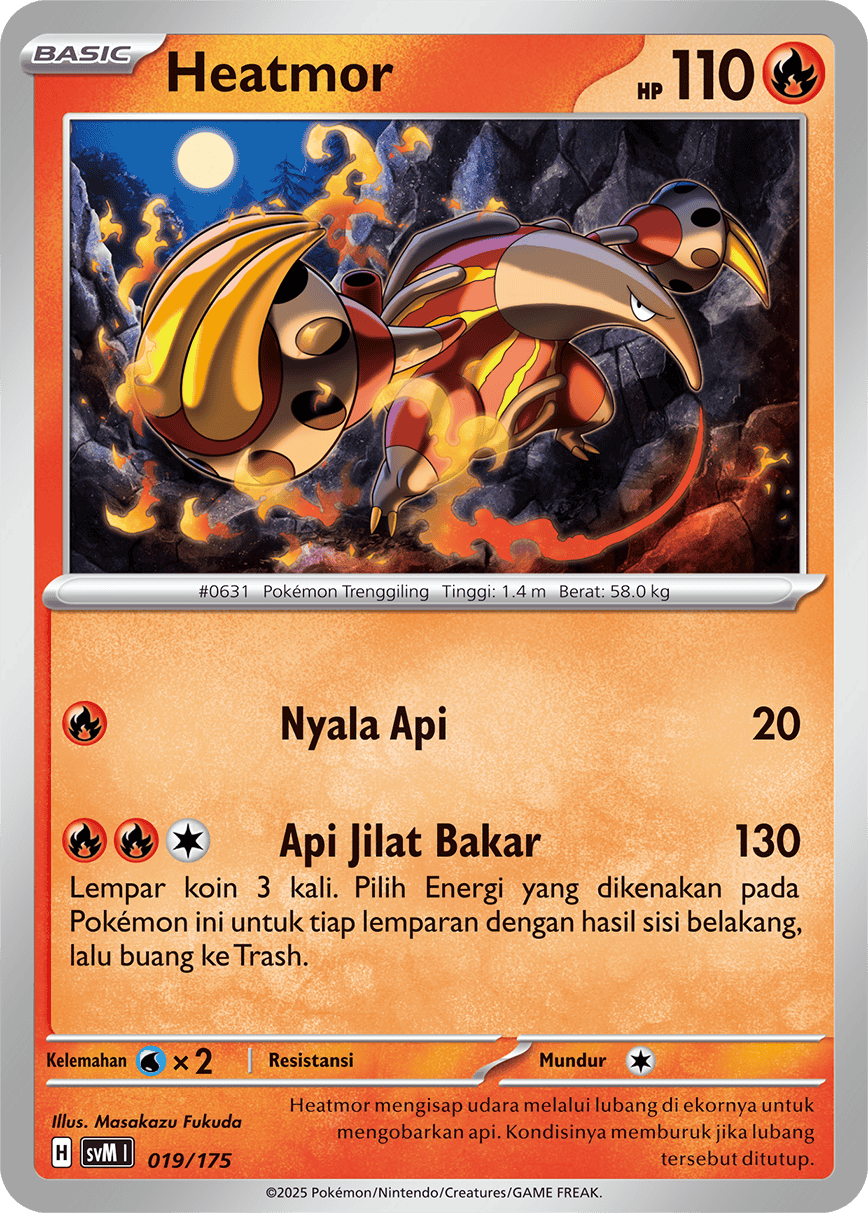 BASIC
Heatmor
HP 110
#0631 Pokémon Trenggiling Tinggi: 1.4 m Berat: 58.0 kg
Nyala Api 20
Api Jilat Bakar 130
Lempar koin 3 kali. Pilih Energi yang dikenakan pada
Pokémon ini untuk tiap lemparan dengan hasil sisi belakang,
lalu buang ke Trash.
Kelemahan × 2 Resistansi Mundur
Illus. Masakazu Fukuda
Heatmor mengisap udara melalui lubang di ekornya untuk
mengobarkan api. Kondisinya memburuk jika lubang
tersebut ditutup.
H svM I 019/175
©2025 Pokémon/Nintendo/Creatures/GAME FREAK.